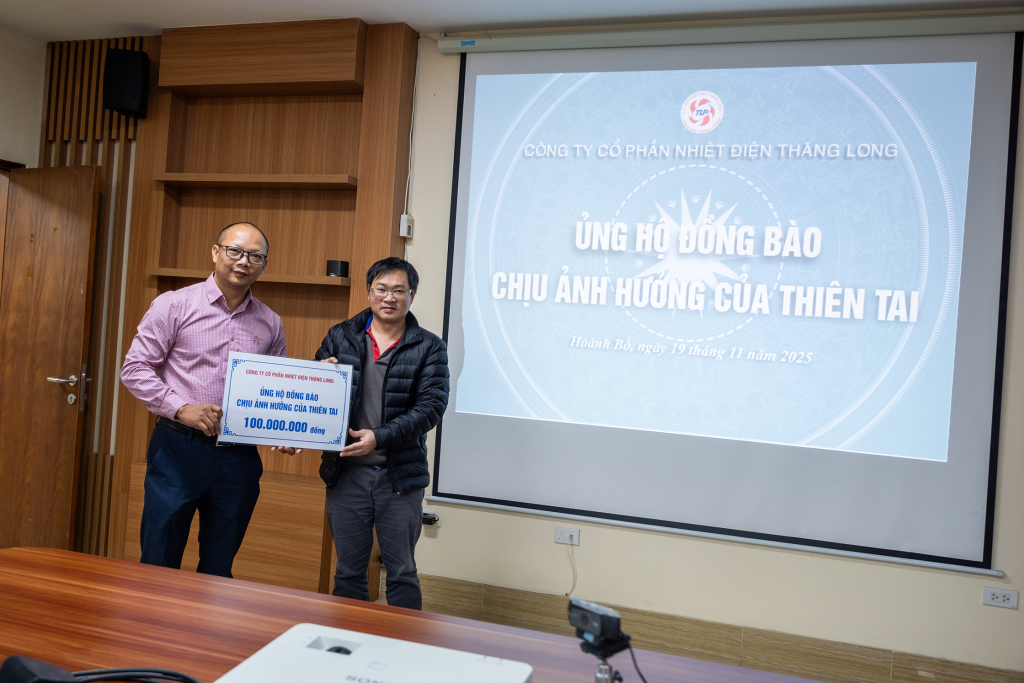 TLP
CÔNG TY CỔ PHẦN NHIỆT ĐIỆN THĂNG LONG
ỦNG HỘ ĐỒNG BÀO
CHỊU ẢNH HƯỞNG CỦA THIÊN TAI
Hoành Bồ, ngày 19 tháng 11 năm 2025
CÔNG TY CỔ PHẦN NHIỆT ĐIỆN THĂNG LONG
ỦNG HỘ ĐỒNG BÀO
CHỊU ẢNH HƯỞNG CỦA THIÊN TAI
100.000.000 đồng
SONY